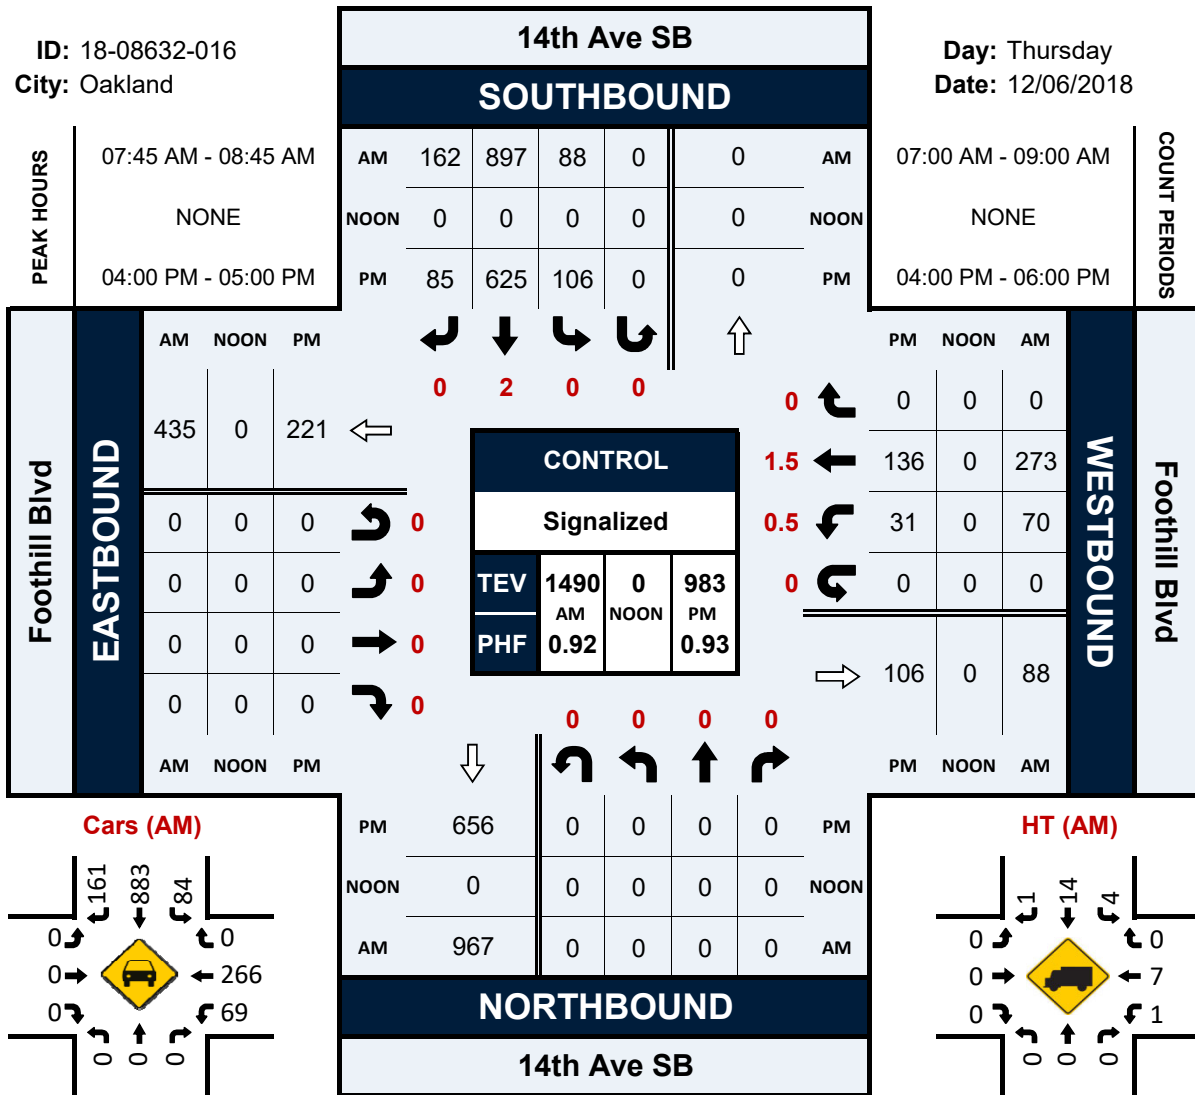 14th Ave SB
SOUTHBOUND
ID: 18-08632-016
City: Oakland
Day: Thursday
Date: 12/06/2018
PEAK HOURS
07:45 AM - 08:45 AM
NONE
04:00 PM - 05:00 PM
AM 162 897 88 0 0 AM
NOON 0 0 0 0 0 NOON
PM 85 625 106 0 0 PM
07:00 AM - 09:00 AM
NONE
04:00 PM - 06:00 PM
COUNT PERIODS
0 2 0 0
Foothill Blvd
EASTBOUND
AM NOON PM
435 0 221
0 0 0 0
0 0 0 0
0 0 0 0
0 0 0 0
AM NOON PM
CONTROL
Signalized
TEV 1490 0 983
AM NOON PM
PHF 0.92 0.93
PM NOON AM
0 0 0 0
1.5 136 0 273
0.5 31 0 70
0 0 0 0
106 0 88
PM NOON AM
WESTBOUND
Foothill Blvd
0 0 0 0
PM 656 0 0 0 0 PM
NOON 0 0 0 0 0 NOON
AM 967 0 0 0 0 AM
NORTHBOUND
14th Ave SB
Cars (AM)
161 883 84
0 0
0 266
0 69
0 0 0
HT (AM)
1 14 4
0 0
0 7
0 1
0 0 0